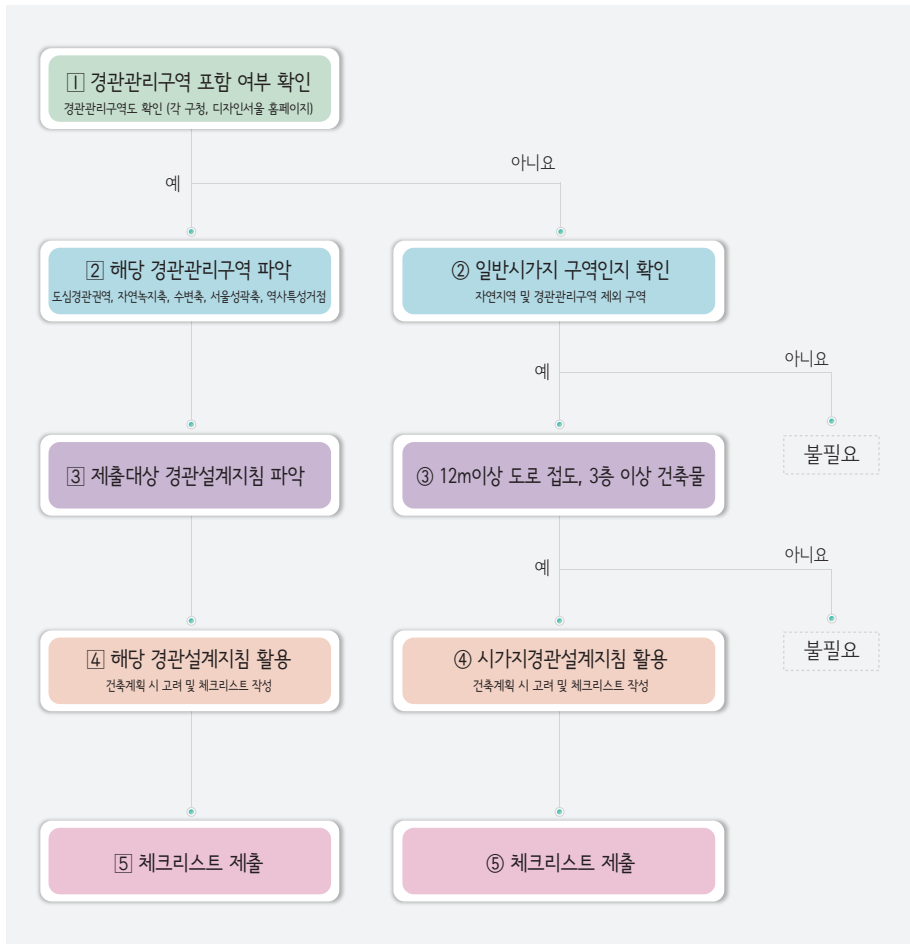 1 경관관리구역 포함 여부 확인
경관관리구역도 확인 (각 구청, 디자인서울 홈페이지)
예
아니요
2 해당 경관관리구역 파악
도심경관권역, 자연녹지축, 수변축, 서울성곽축, 역사특성거점
② 일반시가지 구역인지 확인
자연지역 및 경관관리구역 제외 구역
예
아니요
불필요
3 제출대상 경관설계지침 파악
③ 12m이상 도로 접도, 3층 이상 건축물
예
아니요
불필요
4 해당 경관설계지침 활용
건축계획 시 고려 및 체크리스트 작성
④ 시가지경관설계지침 활용
건축계획 시 고려 및 체크리스트 작성
5 체크리스트 제출
⑤ 체크리스트 제출